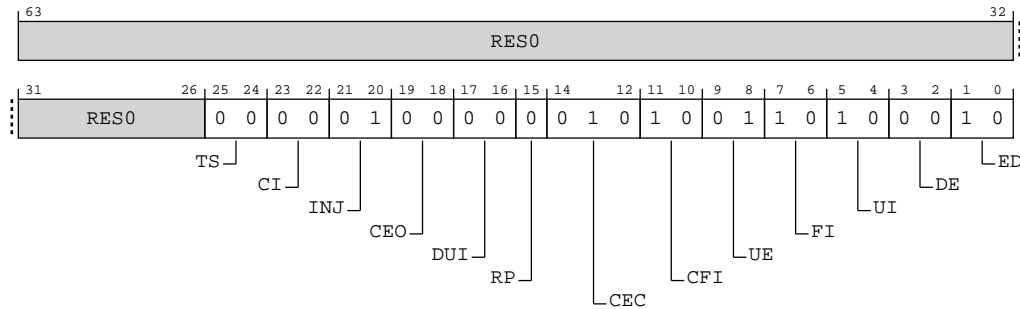 63 32
RES0
31 26 25 24 23 22 21 20 19 18 17 16 15 14 12 11 10 9 8 7 6 5 4 3 2 1 0
RES0 0 0 0 0 0 1 0 0 0 0 0 0 1 0 1 0 0 1 1 0 1 0 0 0 1 0
TS ED
CI DE
INJ UI
CEO FI
DUI UE
RP CFI
CEC